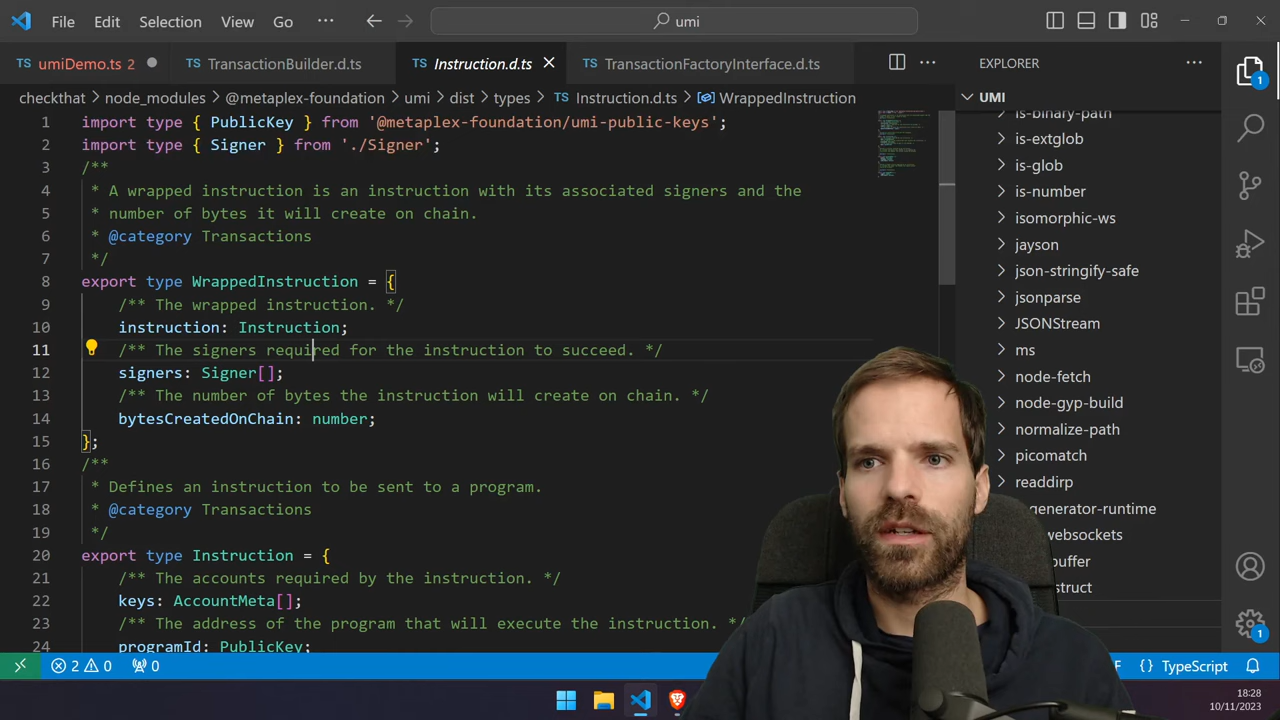 File Edit Selection View Go ··· umi
TS umiDemo.ts 2 TS TransactionBuilder.d.ts TS Instruction.d.ts TS TransactionFactoryInterface.d.ts ··· EXPLORER ···
checkthat > node_modules > @metaplex-foundation > umi > dist > types > TS Instruction.d.ts > WrappedInstruction
UMI
1 import type { PublicKey } from '@metaplex-foundation/umi-public-keys';
2 import type { Signer } from './Signer';
3 /**
4 * A wrapped instruction is an instruction with its associated signers and the
5 * number of bytes it will create on chain.
6 * @category Transactions
7 */
8 export type WrappedInstruction = {
9 /** The wrapped instruction. */
10 instruction: Instruction;
11 /** The signers required for the instruction to succeed. */
12 signers: Signer[];
13 /** The number of bytes the instruction will create on chain. */
14 bytesCreatedOnChain: number;
15 };
16 /**
17 * Defines an instruction to be sent to a program.
18 * @category Transactions
19 */
20 export type Instruction = {
21 /** The accounts required by the instruction. */
22 keys: AccountMeta[];
23 /** The address of the program that will execute the instruction. */
24 programId: PublicKey;
is-binary-path
is-extglob
is-glob
is-number
isomorphic-ws
jayson
json-stringify-safe
jsonparse
JSONStream
ms
node-fetch
node-gyp-build
normalize-path
picomatch
readdirp
generator-runtime
websockets
buffer
struct
1
1
2 0 0 {} TypeScript
18:28
10/11/2023